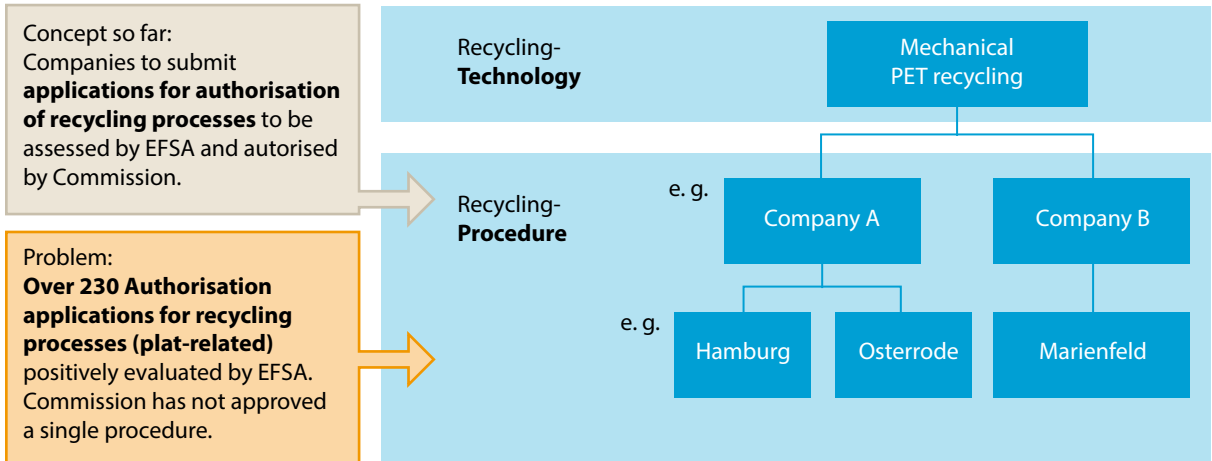 Concept so far:
Companies to submit
applications for authorisation
of recycling processes to be
assessed by EFSA and autorised
by Commission.
Problem:
Over 230 Authorisation
applications for recycling
processes (plat-related)
positively evaluated by EFSA.
Commission has not approved
a single procedure.
Recycling-
Technology
Mechanical
PET recycling
Recycling-
Procedure
e. g.
Company A
Company B
e. g.
Hamburg
Osterrode
Marienfeld